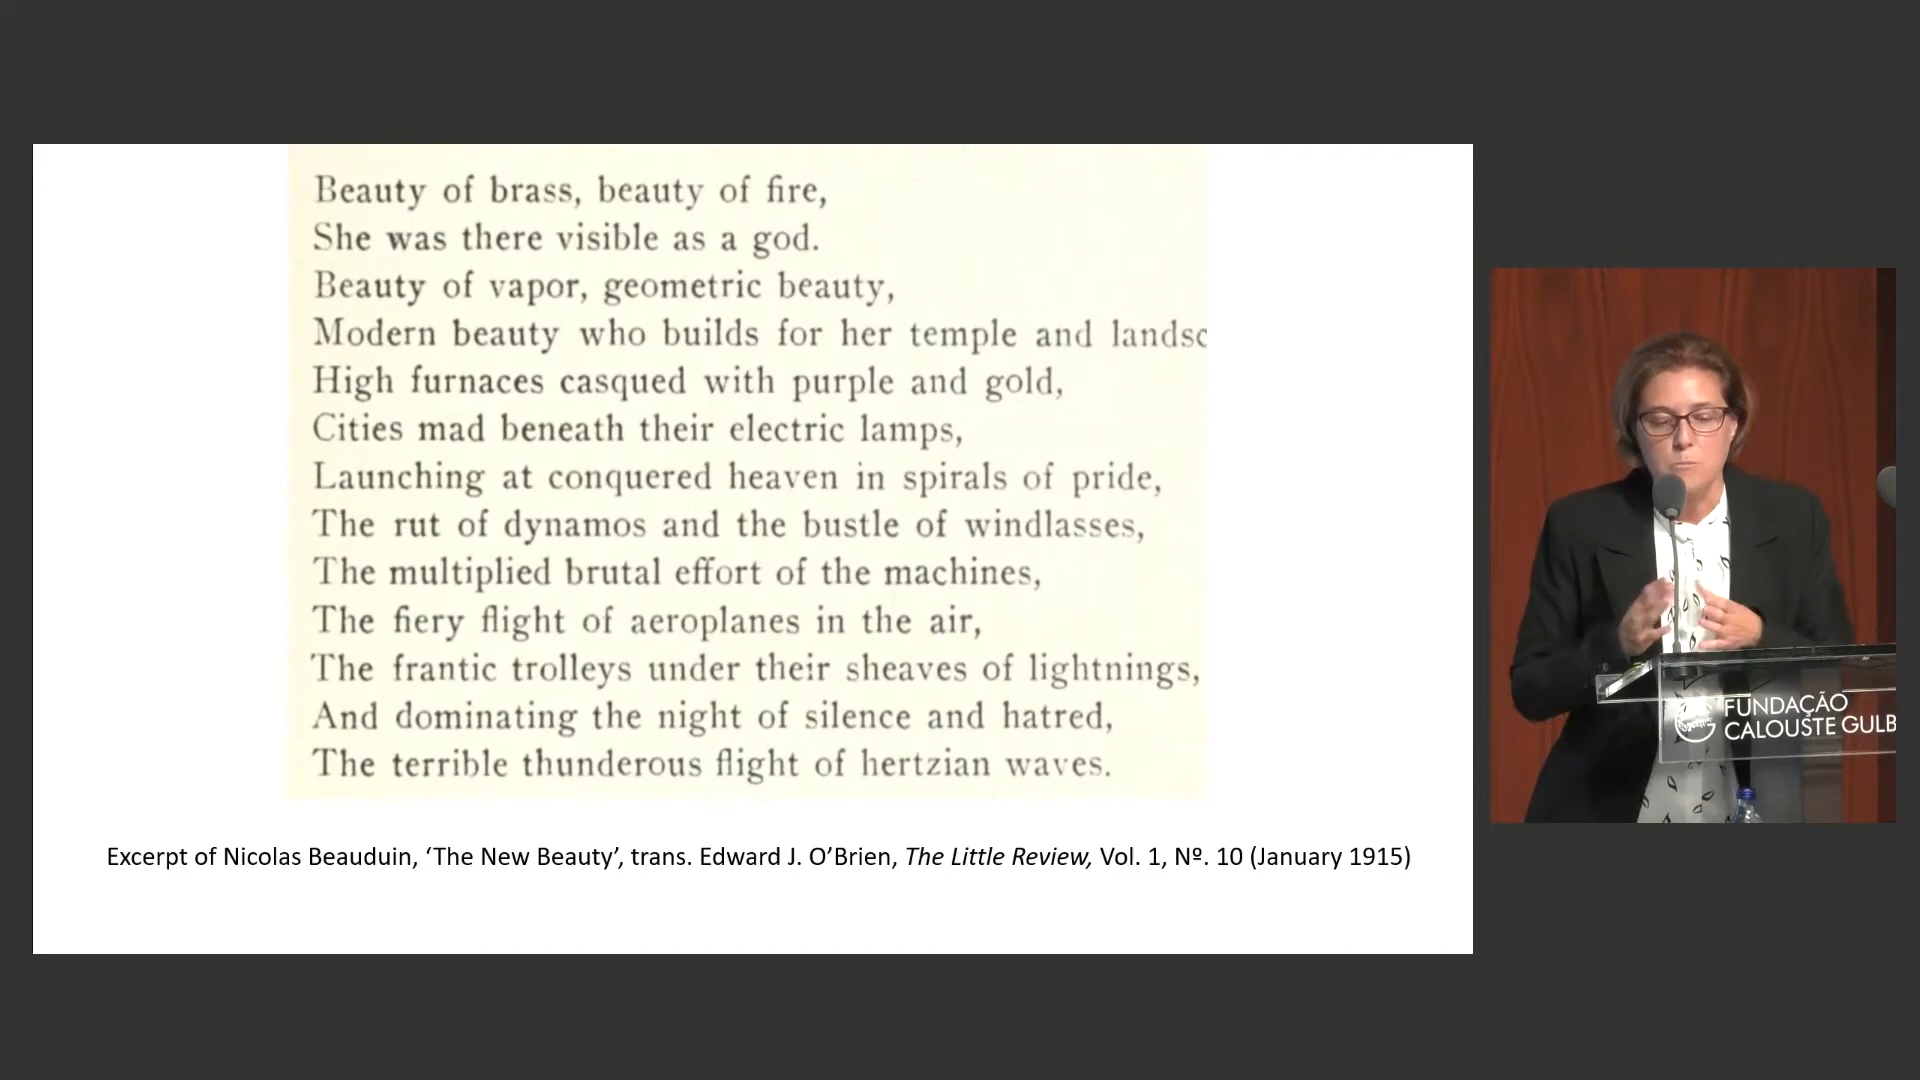 Beauty of brass, beauty of fire,
She was there visible as a god.
Beauty of vapor, geometric beauty,
Modern beauty who builds for her temple and landsc
High furnaces casqued with purple and gold,
Cities mad beneath their electric lamps,
Launching at conquered heaven in spirals of pride,
The rut of dynamos and the bustle of windlasses,
The multiplied brutal effort of the machines,
The fiery flight of aeroplanes in the air,
The frantic trolleys under their sheaves of lightnings,
And dominating the night of silence and hatred,
The terrible thunderous flight of hertzian waves.
Excerpt of Nicolas Beauduin, ‘The New Beauty’, trans. Edward J. O’Brien, The Little Review, Vol. 1, Nº. 10 (January 1915)
FUNDAÇÃO
CALOUSTE GULB